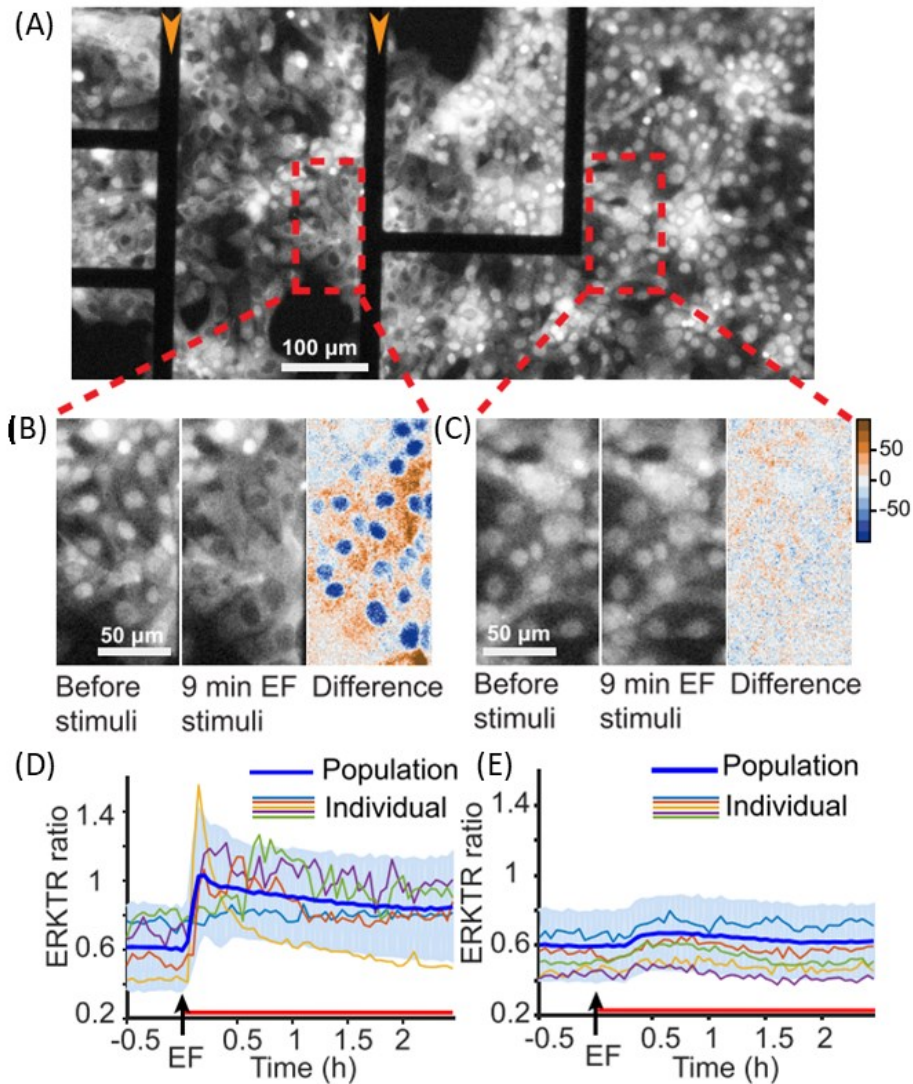 (A)
100 µm
(B)
(C)
50
0
-50
50 µm
50 µm
Before stimuli
9 min EF stimuli
Difference
Before stimuli
9 min EF stimuli
Difference
(D)
Population
Individual
ERKTR ratio
1.4
1
0.6
0.2
-0.5
EF
0.5
1
1.5
2
Time (h)
(E)
Population
Individual
ERKTR ratio
1.4
1
0.6
0.2
-0.5
EF
0.5
1
1.5
2
Time (h)